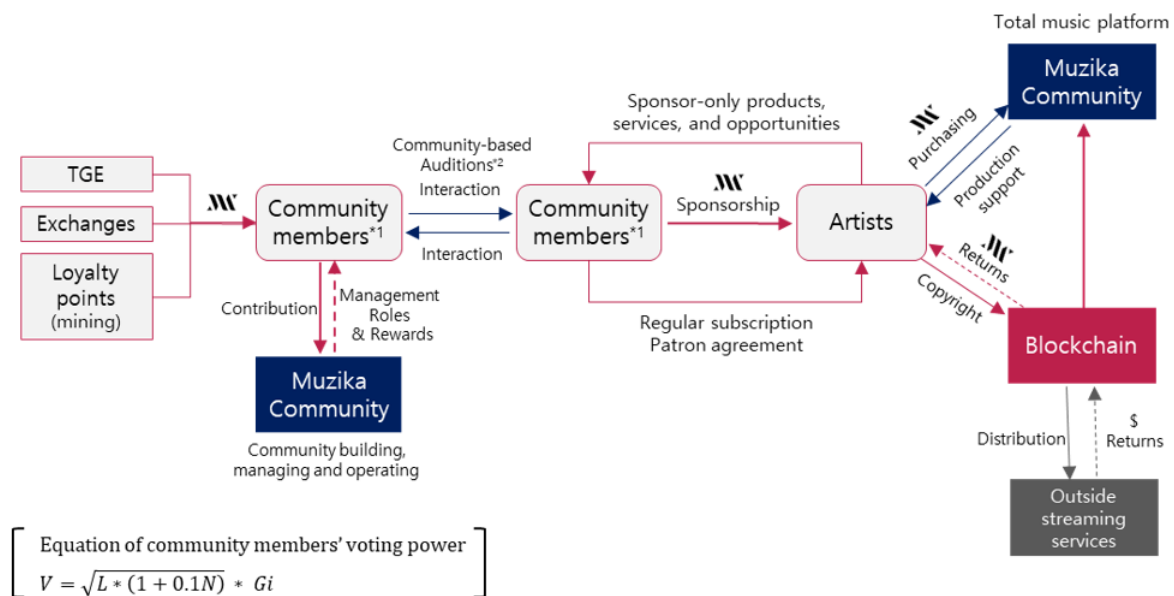 Total music platform
Muzika
Community
Sponsor-only products,
services, and opportunities
Purchasing
Production
support
Community-based
Auditions*2
Interaction
TGE
Exchanges
Loyalty
points
(mining)
Community
members*1
Interaction
Community
members*1
Sponsorship
Artists
Returns
Copyright
Contribution
Management
Roles
& Rewards
Regular subscription
Patron agreement
Blockchain
Muzika
Community
Community building,
managing and operating
Distribution
$
Returns
Outside
streaming
services
Equation of community members' voting power
V = √L * (1 + 0.1N) * Gi